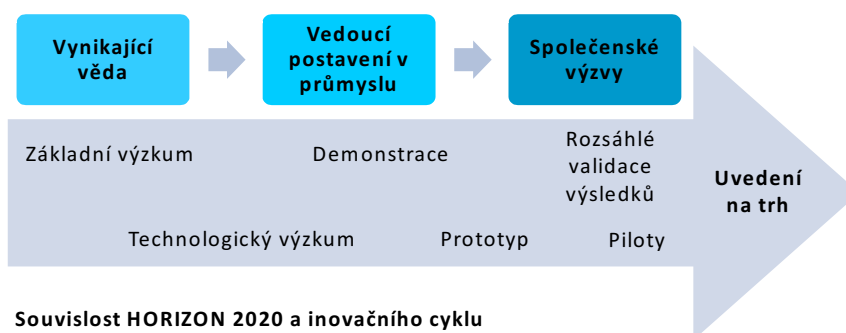 Vynikající
věda
Vedoucí
postavení v
průmyslu
Společenské
výzvy
Základní výzkum
Demonstrace
Rozsáhlé
validace
výsledků
Technologický výzkum
Prototyp
Piloty
Uvedení
na trh
Souvislost HORIZON 2020 a inovačního cyklu